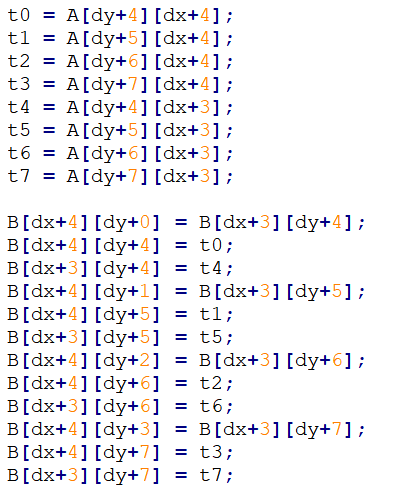 t0 = A[dy+4][dx+4];
t1 = A[dy+5][dx+4];
t2 = A[dy+6][dx+4];
t3 = A[dy+7][dx+4];
t4 = A[dy+4][dx+3];
t5 = A[dy+5][dx+3];
t6 = A[dy+6][dx+3];
t7 = A[dy+7][dx+3];

B[dx+4][dy+0] = B[dx+3][dy+4];
B[dx+4][dy+4] = t0;
B[dx+3][dy+4] = t4;
B[dx+4][dy+1] = B[dx+3][dy+5];
B[dx+4][dy+5] = t1;
B[dx+3][dy+5] = t5;
B[dx+4][dy+2] = B[dx+3][dy+6];
B[dx+4][dy+6] = t2;
B[dx+3][dy+6] = t6;
B[dx+4][dy+3] = B[dx+3][dy+7];
B[dx+4][dy+7] = t3;
B[dx+3][dy+7] = t7;